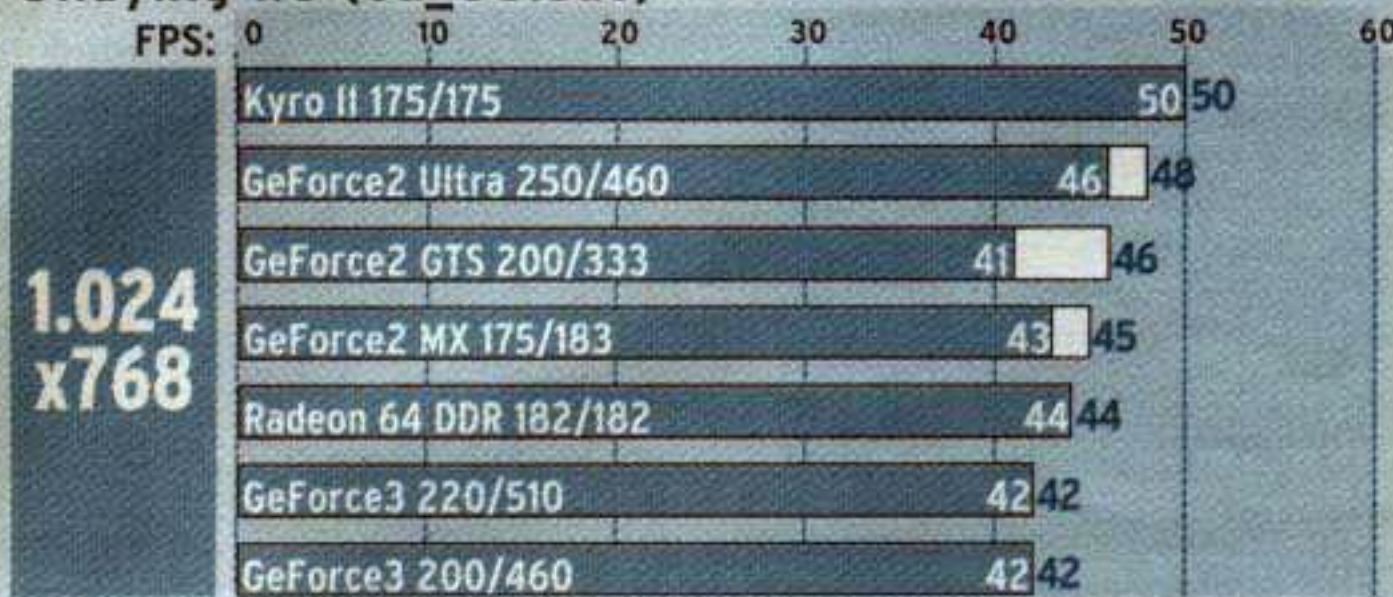 FPS: 0 10 20 30 40 50 60
Kyro II 175/175 50 50
GeForce2 Ultra 250/460 46 48
GeForce2 GTS 200/333 41 46
1.024
x768
GeForce2 MX 175/183 43 45
Radeon 64 DDR 182/182 44 44
GeForce3 220/510 42 42
GeForce3 200/460 42 42